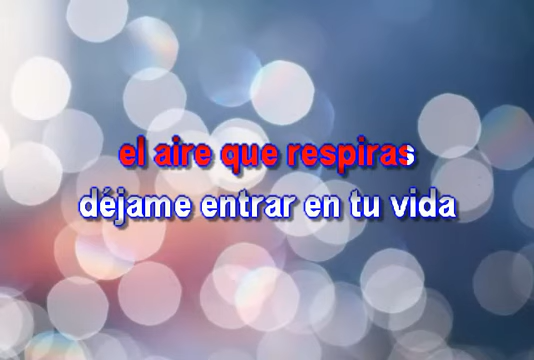 el aire que respiras
déjame entrar en tu vida